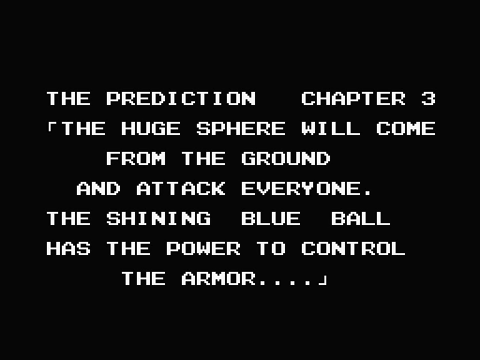 THE PREDICTION CHAPTER 3
「THE HUGE SPHERE WILL COME
FROM THE GROUND
AND ATTACK EVERYONE.
THE SHINING BLUE BALL
HAS THE POWER TO CONTROL
THE ARMOR....」